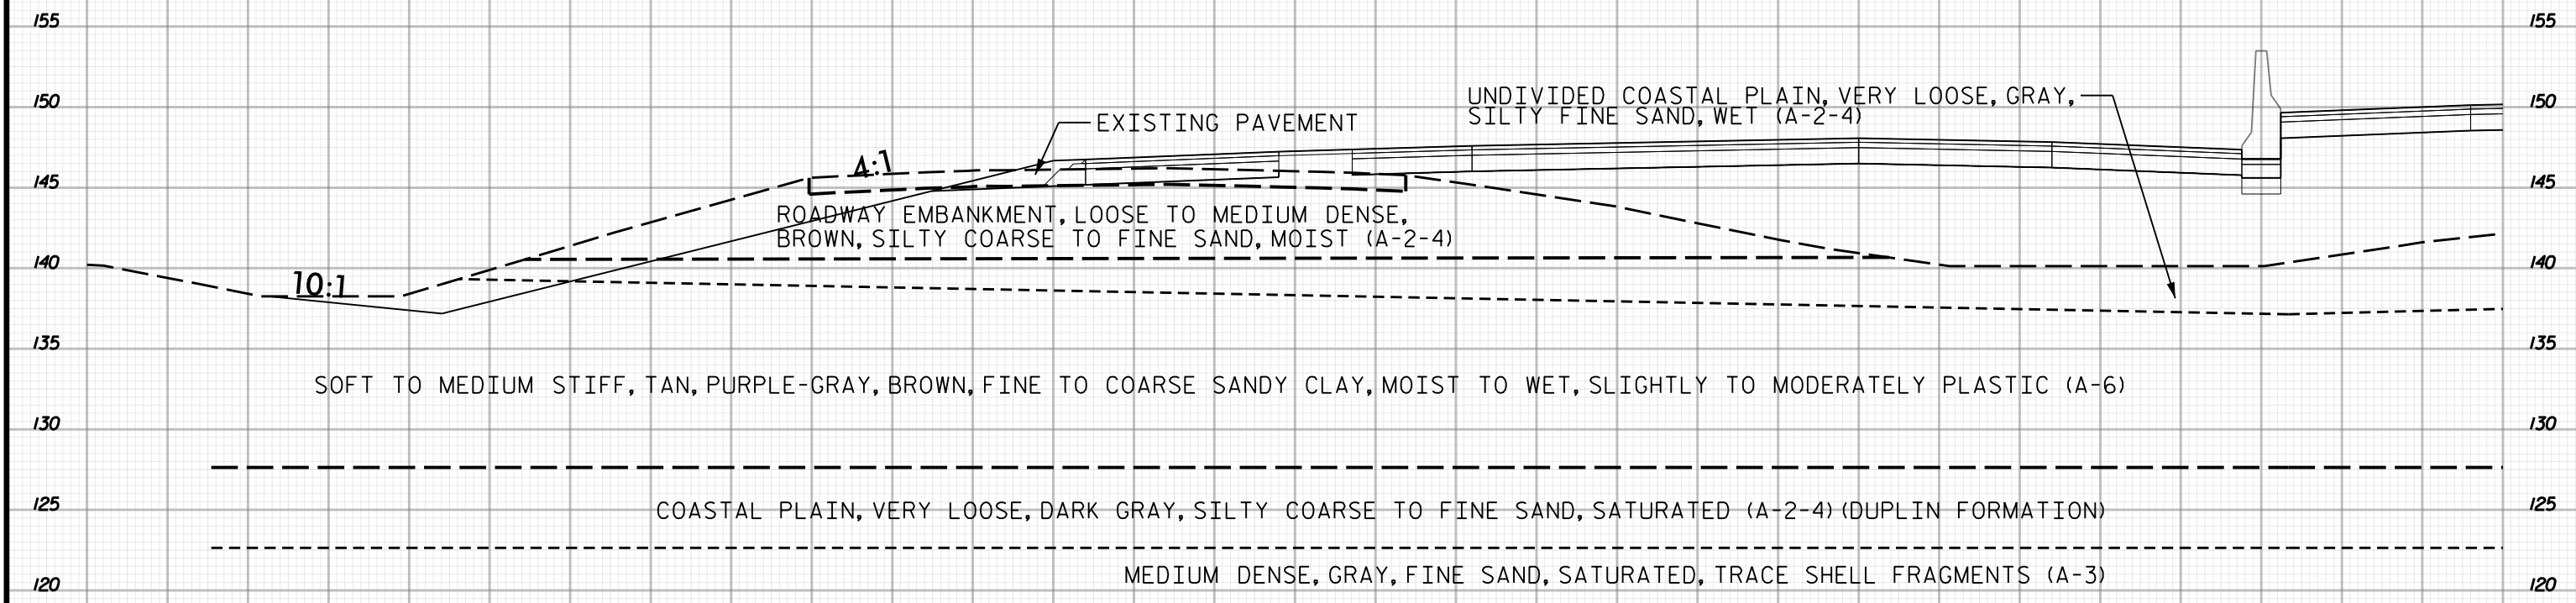 155 155
150 150
UNDIVIDED COASTAL PLAIN, VERY LOOSE, GRAY,
SILTY FINE SAND, WET (A-2-4)
EXISTING PAVEMENT
4:1
145 145
ROADWAY EMBANKMENT, LOOSE TO MEDIUM DENSE,
BROWN, SILTY COARSE TO FINE SAND, MOIST (A-2-4)
140 140
10:1
135 135
SOFT TO MEDIUM STIFF, TAN, PURPLE-GRAY, BROWN, FINE TO COARSE SANDY CLAY, MOIST TO WET, SLIGHTLY TO MODERATELY PLASTIC (A-6)
130 130
125 125
COASTAL PLAIN, VERY LOOSE, DARK GRAY, SILTY COARSE TO FINE SAND, SATURATED (A-2-4) (DUPLIN FORMATION)
MEDIUM DENSE, GRAY, FINE SAND, SATURATED, TRACE SHELL FRAGMENTS (A-3)
120 120